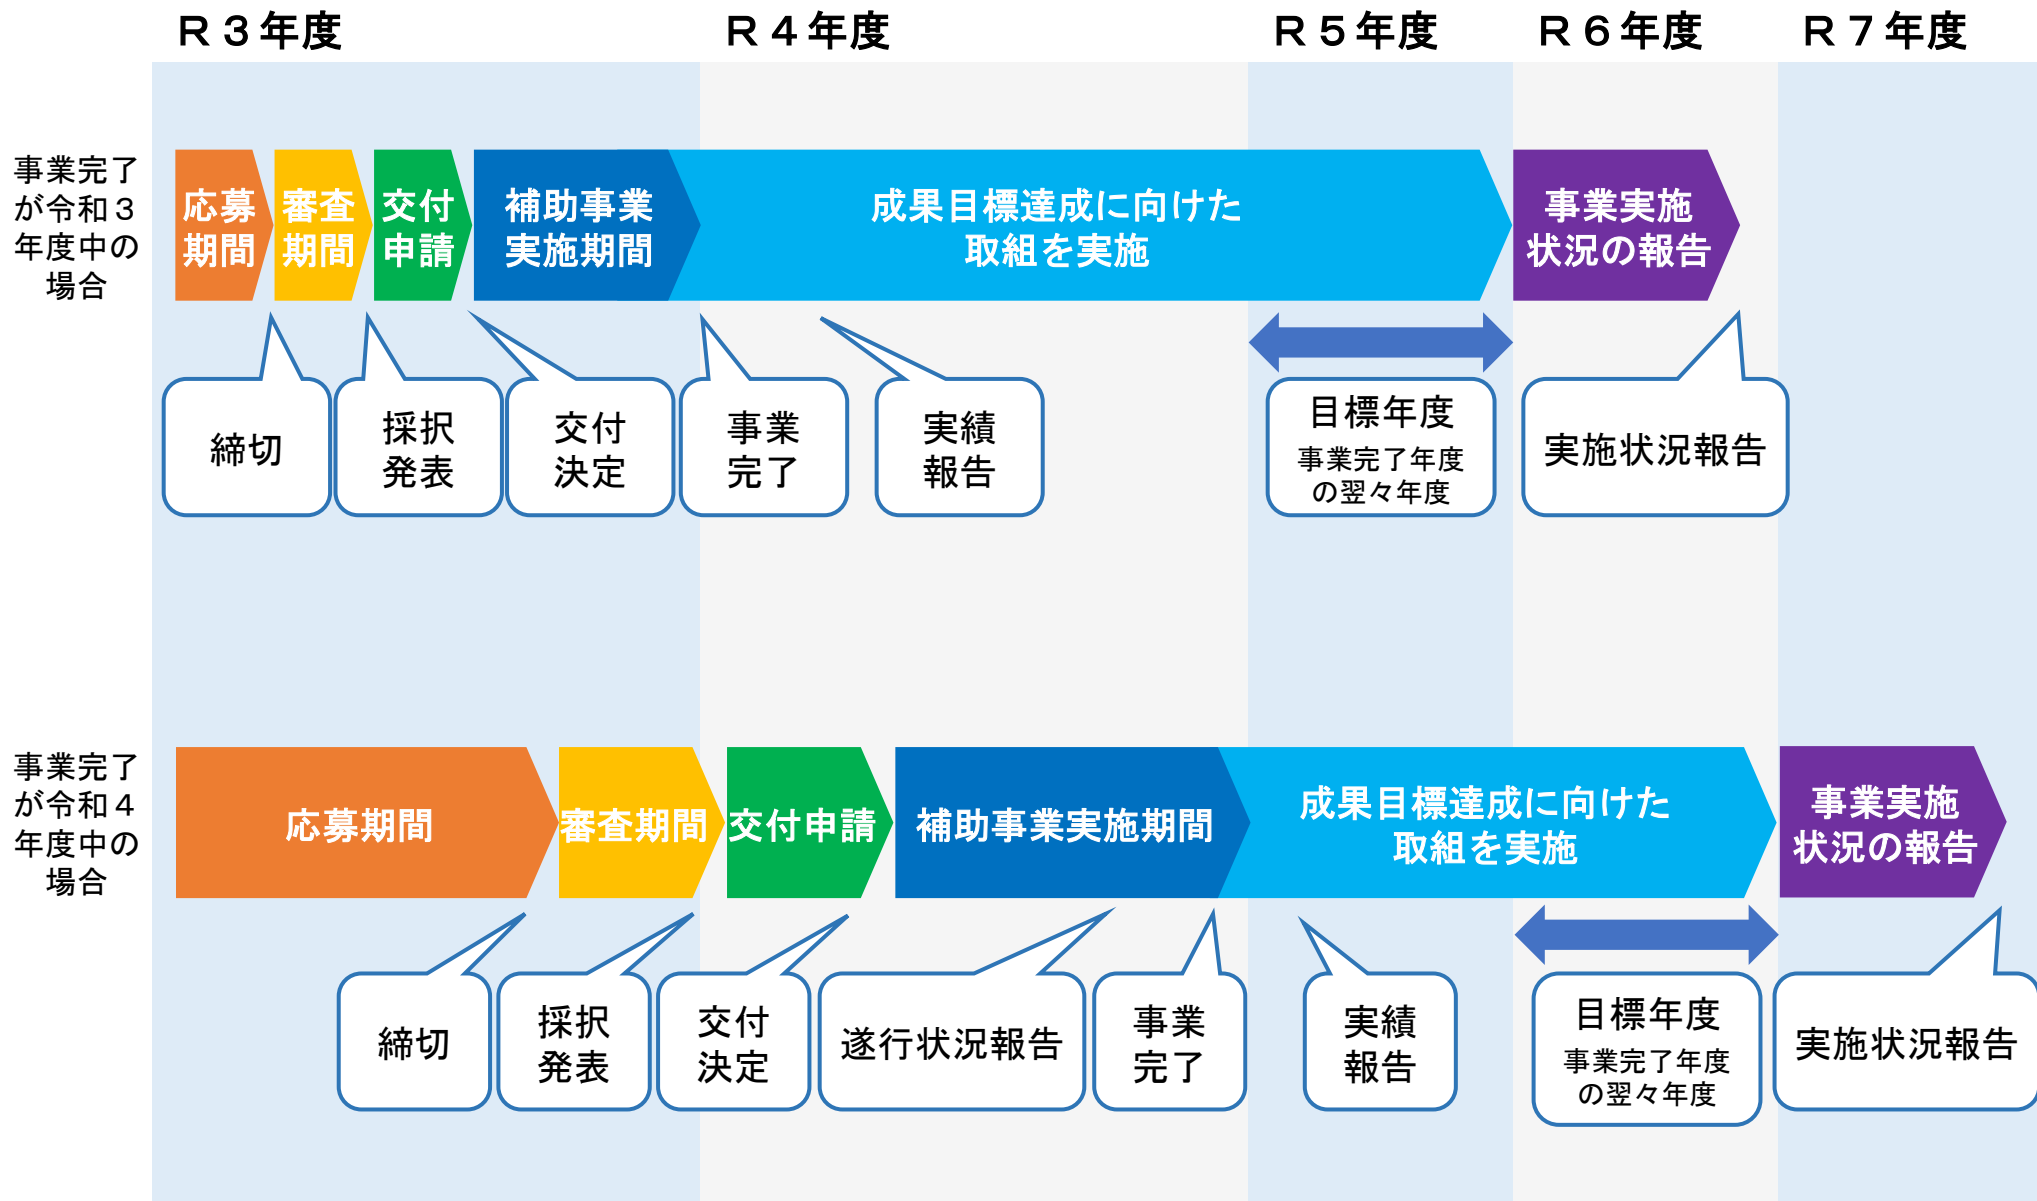 Ｒ３年度
Ｒ４年度
Ｒ５年度
Ｒ６年度
Ｒ７年度
事業完了
が令和３
年度中の
場合
応募
期間
審査
期間
交付
申請
補助事業
実施期間
成果目標達成に向けた
取組を実施
事業実施
状況の報告
締切
採択
発表
交付
決定
事業
完了
実績
報告
目標年度
事業完了年度
の翌々年度
実施状況報告
事業完了
が令和４
年度中の
場合
応募期間
審査期間
交付申請
補助事業実施期間
成果目標達成に向けた
取組を実施
事業実施
状況の報告
締切
採択
発表
交付
決定
遂行状況報告
事業
完了
実績
報告
目標年度
事業完了年度
の翌々年度
実施状況報告